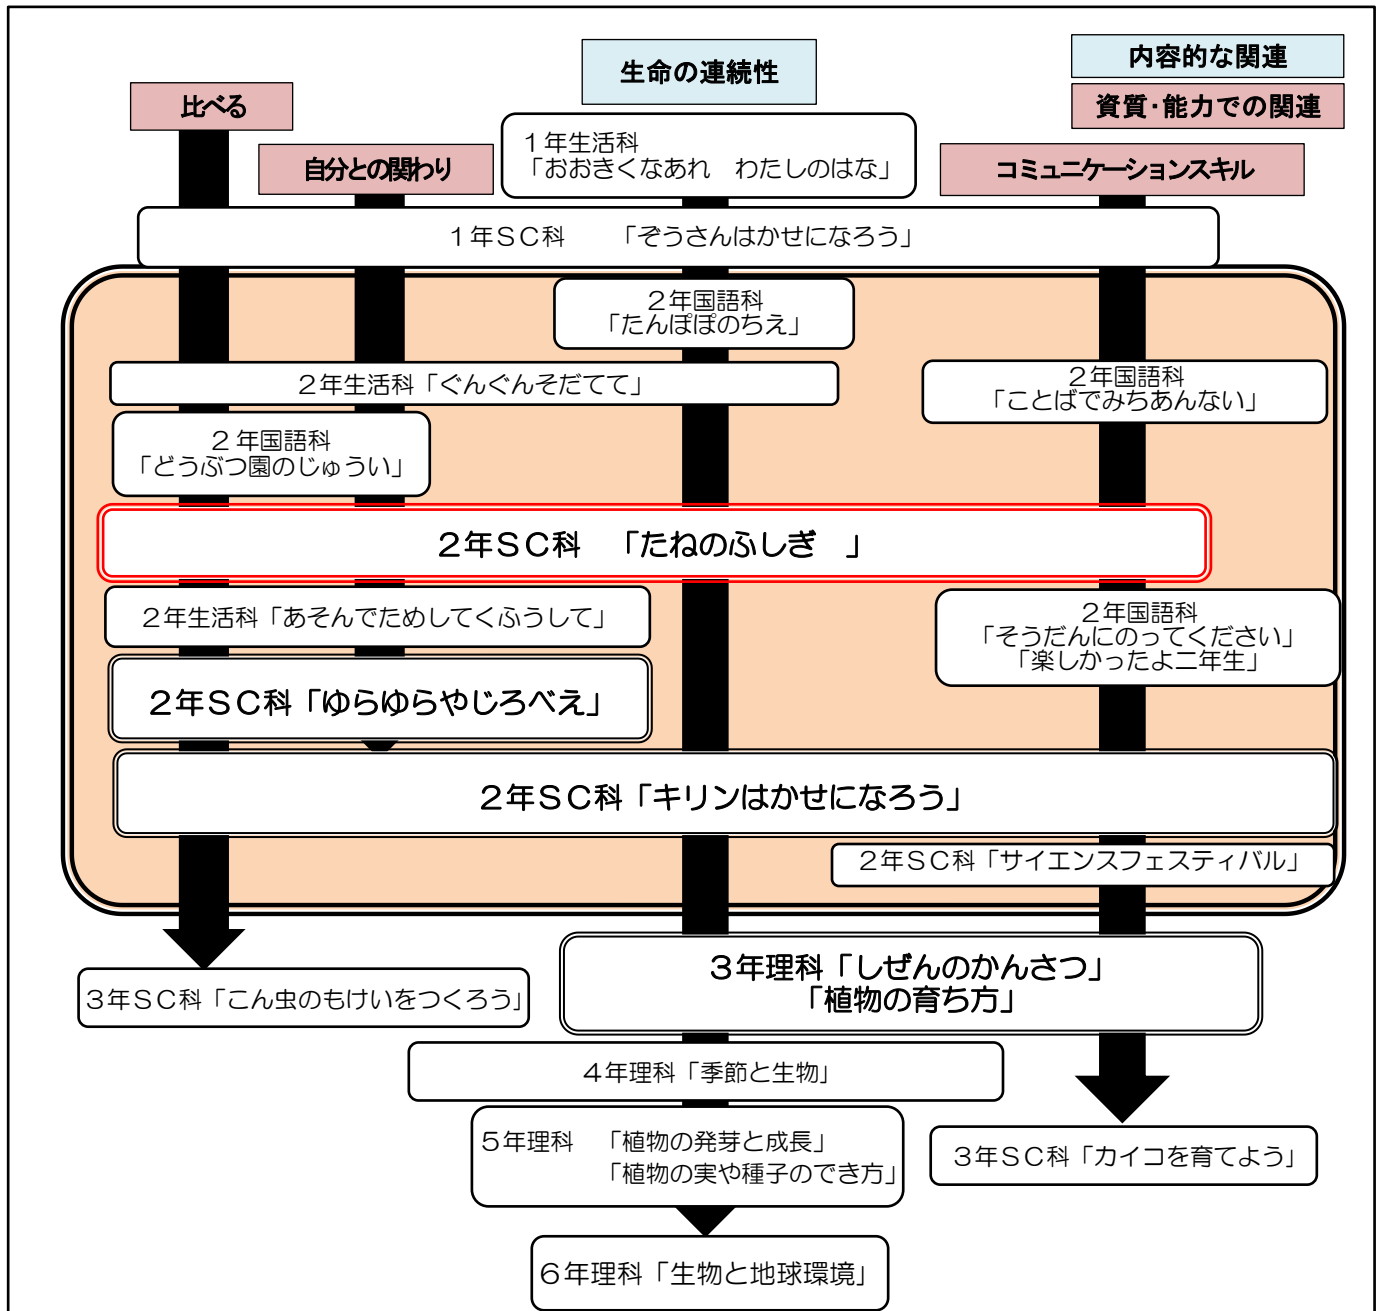 生命の連続性
内容的な関連
比べる
資質・能力での関連
自分との関わり
１年生活科
「おおきくなあれ　わたしのはな」
コミュニケーションスキル
１年ＳＣ科　「ぞうさんはかせになろう」
２年国語科
「たんぽぽのちえ」
２年生活科「ぐんぐんそだてて」
２年国語科
「ことばでみちあんない」
２年国語科
「どうぶつ園のじゅうい」
２年ＳＣ科　「たねのふしぎ　」
２年生活科「あそんでためしてくふうして」
２年国語科
「そうだんにのってください」
「楽しかったよ二年生」
２年ＳＣ科「ゆらゆらやじろべえ」
２年ＳＣ科「キリンはかせになろう」
２年ＳＣ科「サイエンスフェスティバル」
３年理科「しぜんのかんさつ」
「植物の育ち方」
３年ＳＣ科「こん虫のもけいをつくろう」
４年理科「季節と生物」
５年理科　「植物の発芽と成長」
「植物の実や種子のでき方」
３年ＳＣ科「カイコを育てよう」
６年理科「生物と地球環境」